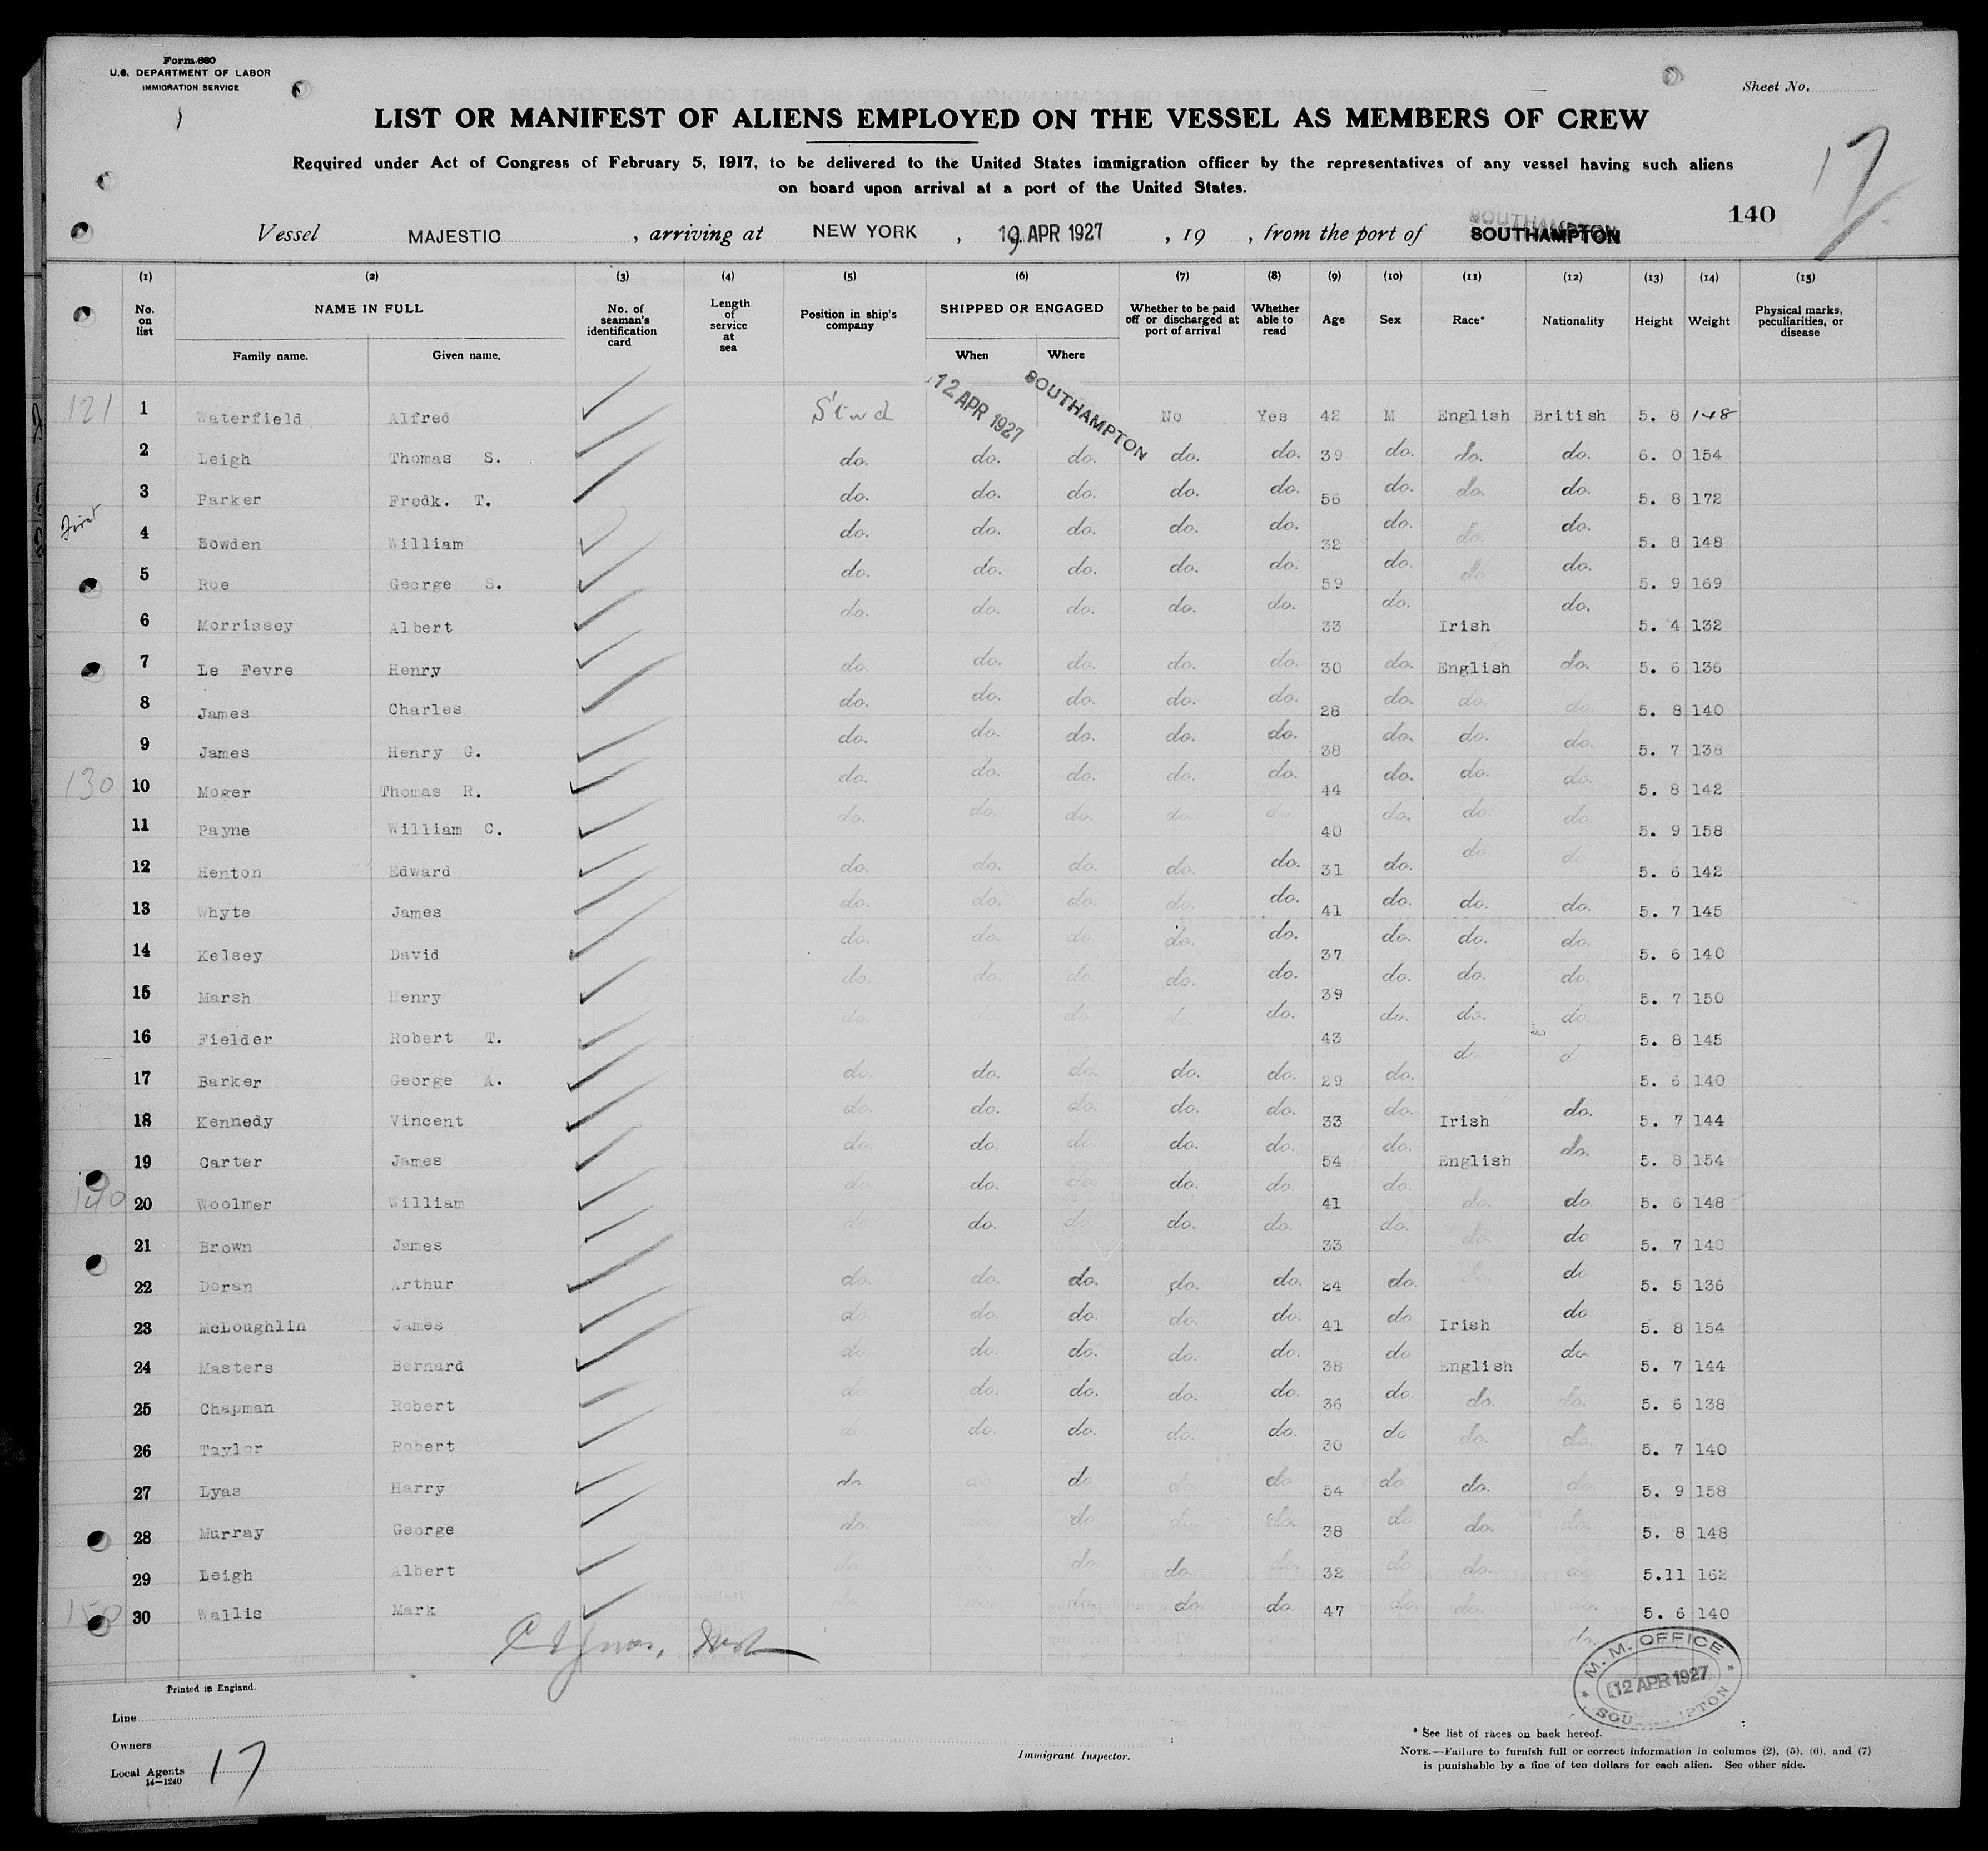 Form 680
U.S. DEPARTMENT OF LABOR
IMMIGRATION SERVICE
Sheet No.
LIST OR MANIFEST OF ALIENS EMPLOYED ON THE VESSEL AS MEMBERS OF CREW
Required under Act of Congress of February 5, 1917, to be delivered to the United States immigration officer by the representatives of any vessel having such aliens
on board upon arrival at a port of the United States.
17
140
Vessel MAJESTIC, arriving at NEW YORK, 19 APR 1927, 19 , from the port of SOUTHAMPTON
(1) (2) (3) (4) (5) (6) (7) (8) (9) (10) (11) (12) (13) (14) (15)
No. on list NAME IN FULL Family name. Given name. No. of seaman's identification card Length of service at sea Position in ship's company SHIPPED OR ENGAGED When Where Whether to be paid off or discharged at port of arrival Whether able to read Age Sex Race* Nationality Height Weight Physical marks, peculiarities, or disease
121 1 Waterfield Alfred Stwd 12 APR 1927 SOUTHAMPTON No Yes 42 M English British 5. 8 148
2 Leigh Thomas S. do. do. do. do. do. 39 do. do. do. 6. 0 154
3 Parker Fredk. T. do. do. do. do. do. 56 do. do. do. 5. 8 172
First
4 Bowden William do. do. do. do. do. 32 do. do. do. 5. 8 148
5 Roe George S. do. do. do. do. do. 59 do. do. do. 5. 9 169
6 Morrissey Albert do. do. do. do. do. 33 do. Irish do. 5. 4 132
7 Le Fevre Henry do. do. do. do. do. 30 do. English do. 5. 6 136
8 James Charles do. do. do. do. do. 28 do. do. do. 5. 8 140
9 James Henry G. do. do. do. do. do. 38 do. do. do. 5. 7 138
130 10 Moger Thomas R. do. do. do. do. do. 44 do. do. do. 5. 8 142
11 Payne William C. do. do. do. do. do. 40 do. do. do. 5. 9 158
12 Henton Edward do. do. do. do. do. 31 do. do. do. 5. 6 142
13 Whyte James do. do. do. do. do. 41 do. do. do. 5. 7 145
14 Kelsey David do. do. do. do. do. 37 do. do. do. 5. 6 140
15 Marsh Henry do. do. do. do. do. 39 do. do. do. 5. 7 150
16 Fielder Robert T. do. do. do. do. do. 43 do. do. do. 5. 8 145
17 Barker George A. do. do. do. do. do. 29 do. do. d 5. 6 140
18 Kennedy Vincent do. do. do. do. do. 33 do. Irish do. 5. 7 144
19 Carter James do. do. do. do. do. 54 do. English do. 5. 8 154
140 20 Woolmer William do. do. do. do. do. 41 do. do. do. 5. 6 148
21 Brown James do. do. do. do. do. 33 do. do. do 5. 7 140
22 Doran Arthur do. do. do. do. do. 24 do. do. do 5. 5 136
23 McLoughlin James do. do. do. do. do. 41 do Irish do 5. 8 154
24 Masters Bernard do. do. do. do. do. 38 do English do. 5. 7 144
25 Chapman Robert do. do. do. do. do. 36 do. do. do. 5. 6 138
26 Taylor Robert do. do. do. do. do. 30 do do. do. 5. 7 140
27 Lyas Harry do. do. do do. do 54 do. do. do. 5. 9 158
28 Murray George do. do. do do. do. 38 do do. do. 5. 8 148
29 Leigh Albert do. do. do do. do. 32 do do. do. 5.11 162
150 30 Wallis Mark do. do. do. do. do. 47 do. do. do. 5. 6 140
do.
M. M. OFFICE
12 APR 1927
SOUTHAMPTON
Printed in England.
Line
Owners
Local Agents
14—1240
17
Immigrant Inspector.
* See list of races on back hereof.
NOTE.—Failure to furnish full or correct information in columns (2), (5), (6), and (7)
is punishable by a fine of ten dollars for each alien. See other side.